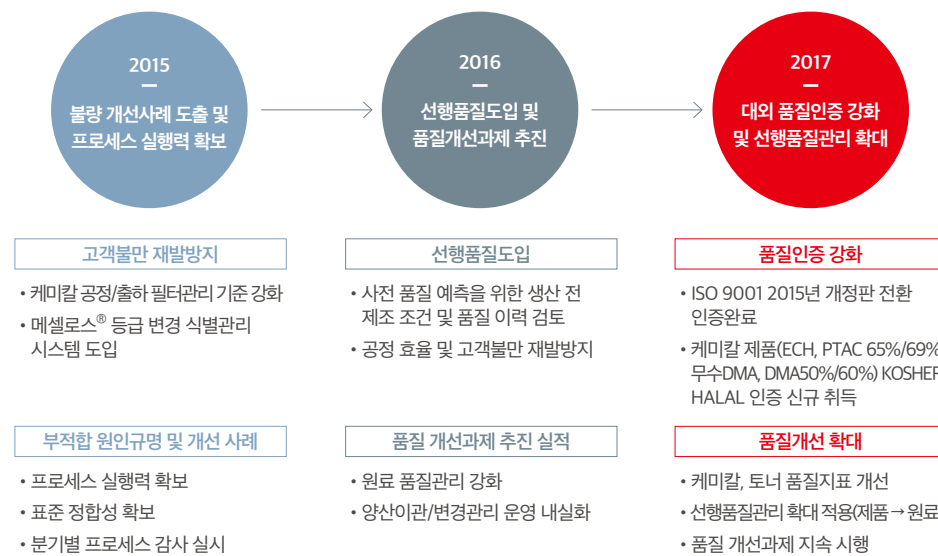 2015
불량 개선사례 도출 및
프로세스 실행력 확보
2016
선행품질도입 및
품질개선과제 추진
2017
대외 품질인증 강화
및 선행품질관리 확대
고객불만 재발방지
• 케미칼 공정/출하 필터관리 기준 강화
• 메셀로스® 등급 변경 식별관리
시스템 도입
선행품질도입
• 사전 품질 예측을 위한 생산 전
제조 조건 및 품질 이력 검토
• 공정 효율 및 고객불만 재발방지
품질인증 강화
• ISO 9001 2015년 개정판 전환
인증완료
• 케미칼 제품(ECH, PTAC 65%/69%
무수DMA, DMA50%/60%) KOSHER
HALAL 인증 신규 취득
부적합 원인규명 및 개선 사례
• 프로세스 실행력 확보
• 표준 정합성 확보
• 분기별 프로세스 감사 실시
품질 개선과제 추진 실적
• 원료 품질관리 강화
• 양산이관/변경관리 운영 내실화
품질개선 확대
• 케미칼, 토너 품질지표 개선
• 선행품질관리 확대 적용(제품→원료
• 품질 개선과제 지속 시행